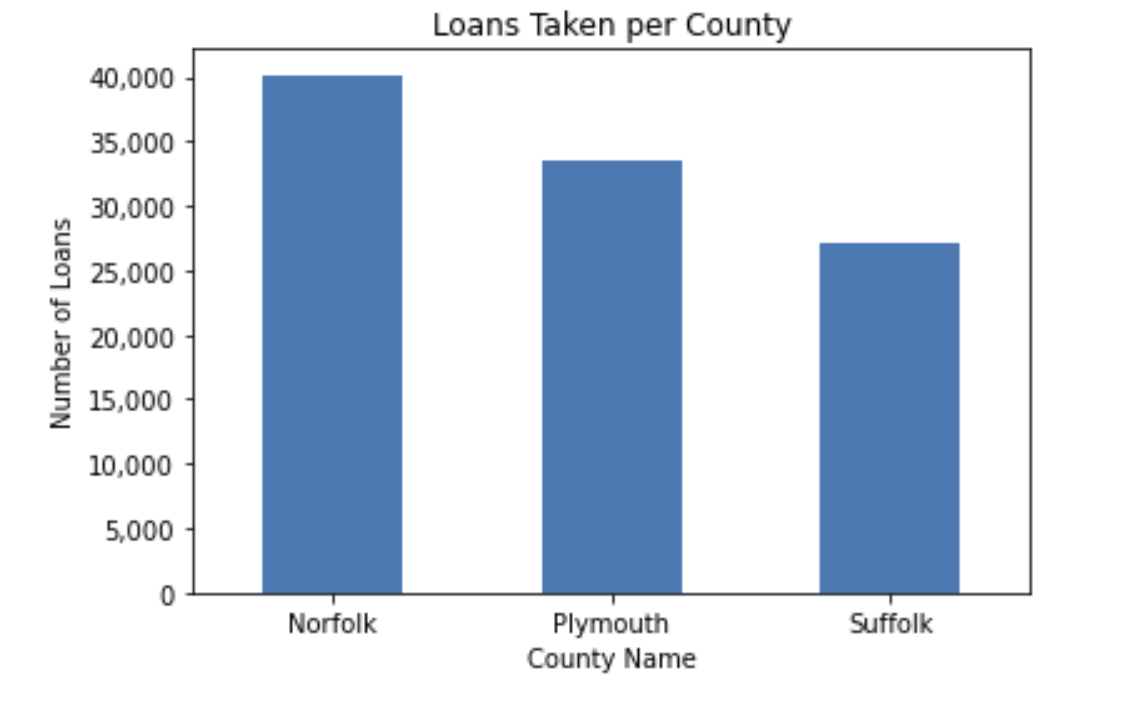 Loans Taken per County
Number of Loans
40,000
35,000
30,000
25,000
20,000
15,000
10,000
5,000
0
Norfolk Plymouth Suffolk
County Name